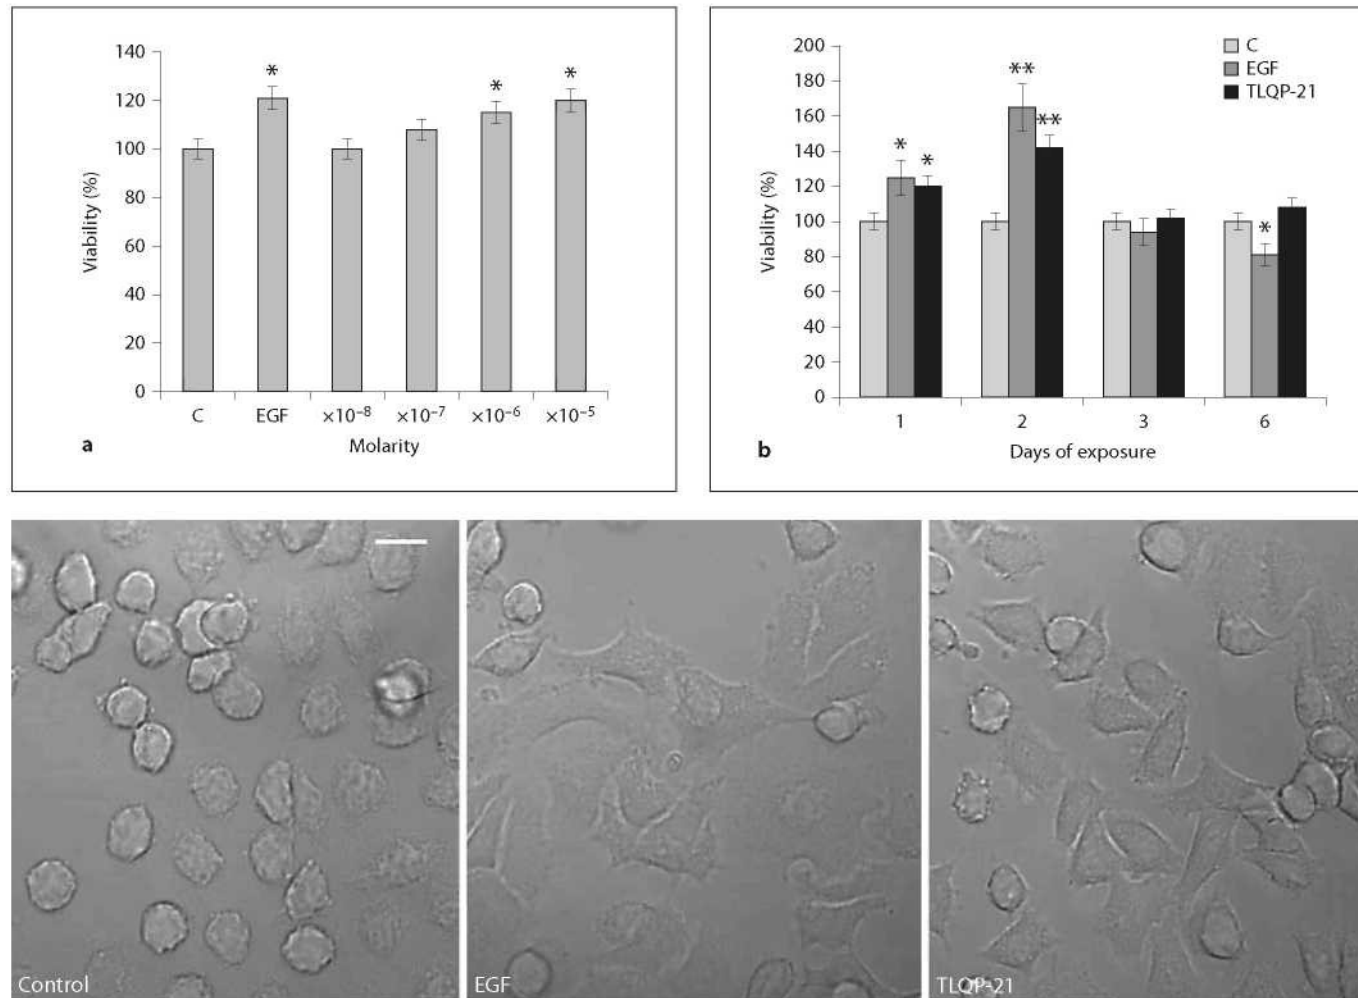 140
120
100
80
60
40
20
0
Viability (%)
*
*
*
C EGF ×10⁻⁸ ×10⁻⁷ ×10⁻⁶ ×10⁻⁵
a
Molarity
200
180
160
140
120
100
80
60
40
20
0
Viability (%)
C
EGF
TLQP-21
*
*
**
**
*
1 2 3 6
b
Days of exposure
Control
EGF
TLQP-21